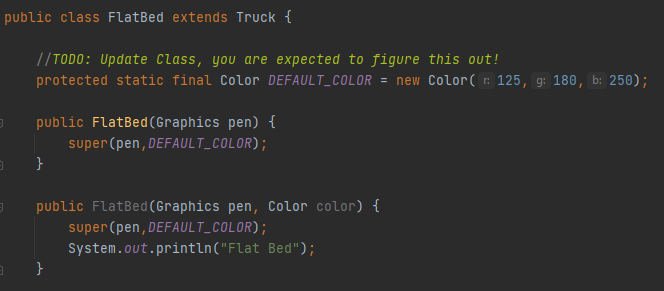 public class FlatBed extends Truck {
//TODO: Update Class, you are expected to figure this out!
protected static final Color DEFAULT_COLOR = new Color( r: 125, g: 180, b: 250);
public FlatBed(Graphics pen) {
super(pen,DEFAULT_COLOR);
}
public FlatBed(Graphics pen, Color color) {
super(pen,DEFAULT_COLOR);
System.out.println("Flat Bed");
}